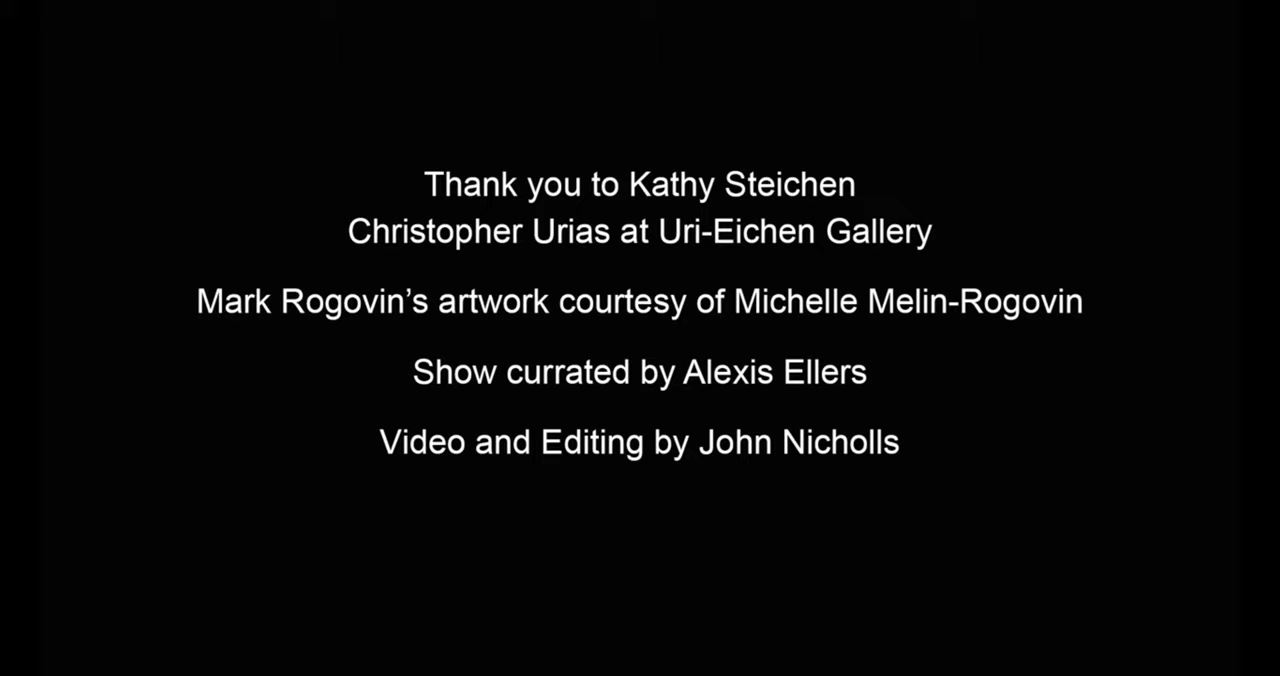 Thank you to Kathy Steichen
Christopher Urias at Uri-Eichen Gallery
Mark Rogovin’s artwork courtesy of Michelle Melin-Rogovin
Show currated by Alexis Ellers
Video and Editing by John Nicholls